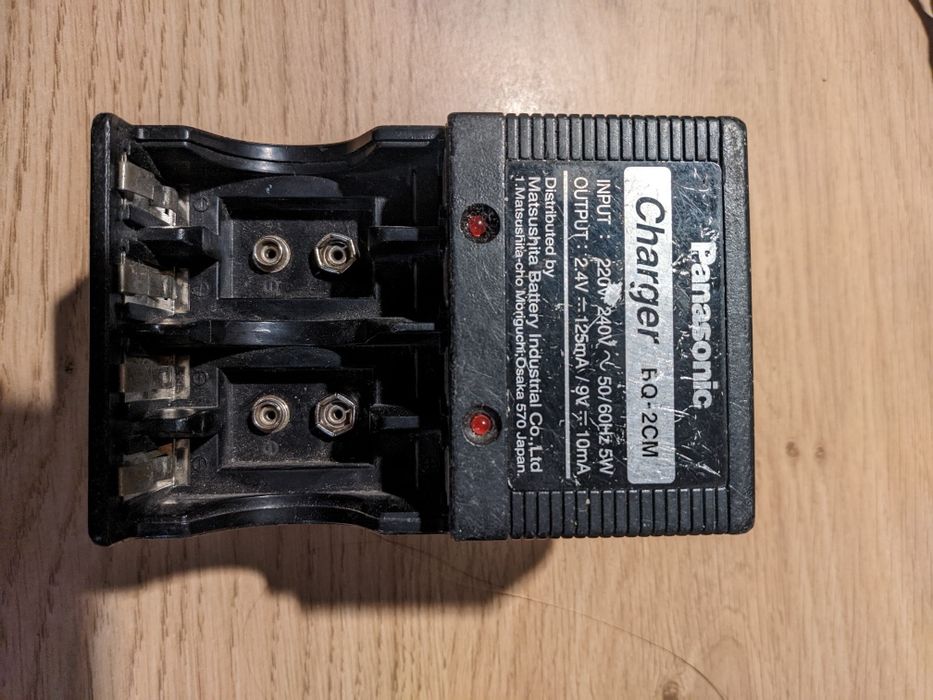 Panasonic
Charger BQ-2CM
INPUT : 220V-240V ~ 50/60Hz 5W
OUTPUT : 2.4V ⎓ 125mA / 9V ⎓ 10mA
Distributed by
Matsushita Battery Industrial Co.,Ltd
1.Matsushita-cho Moriguchi,Osaka 570 Japan.